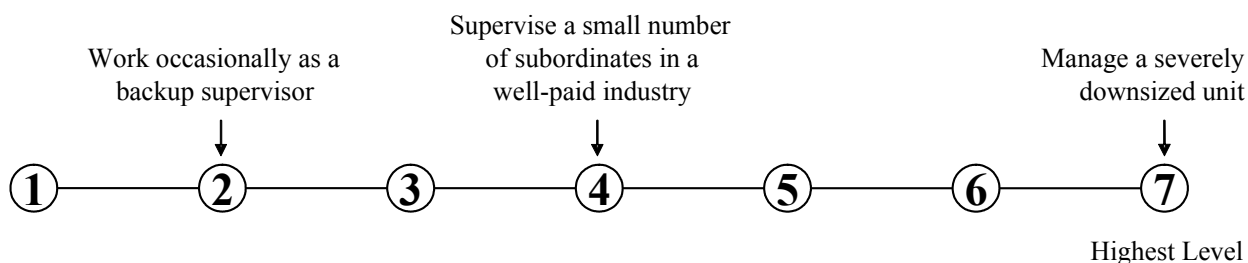 Work occasionally as a
backup supervisor
Supervise a small number
of subordinates in a
well-paid industry
Manage a severely
downsized unit
1 2 3 4 5 6 7
Highest Level